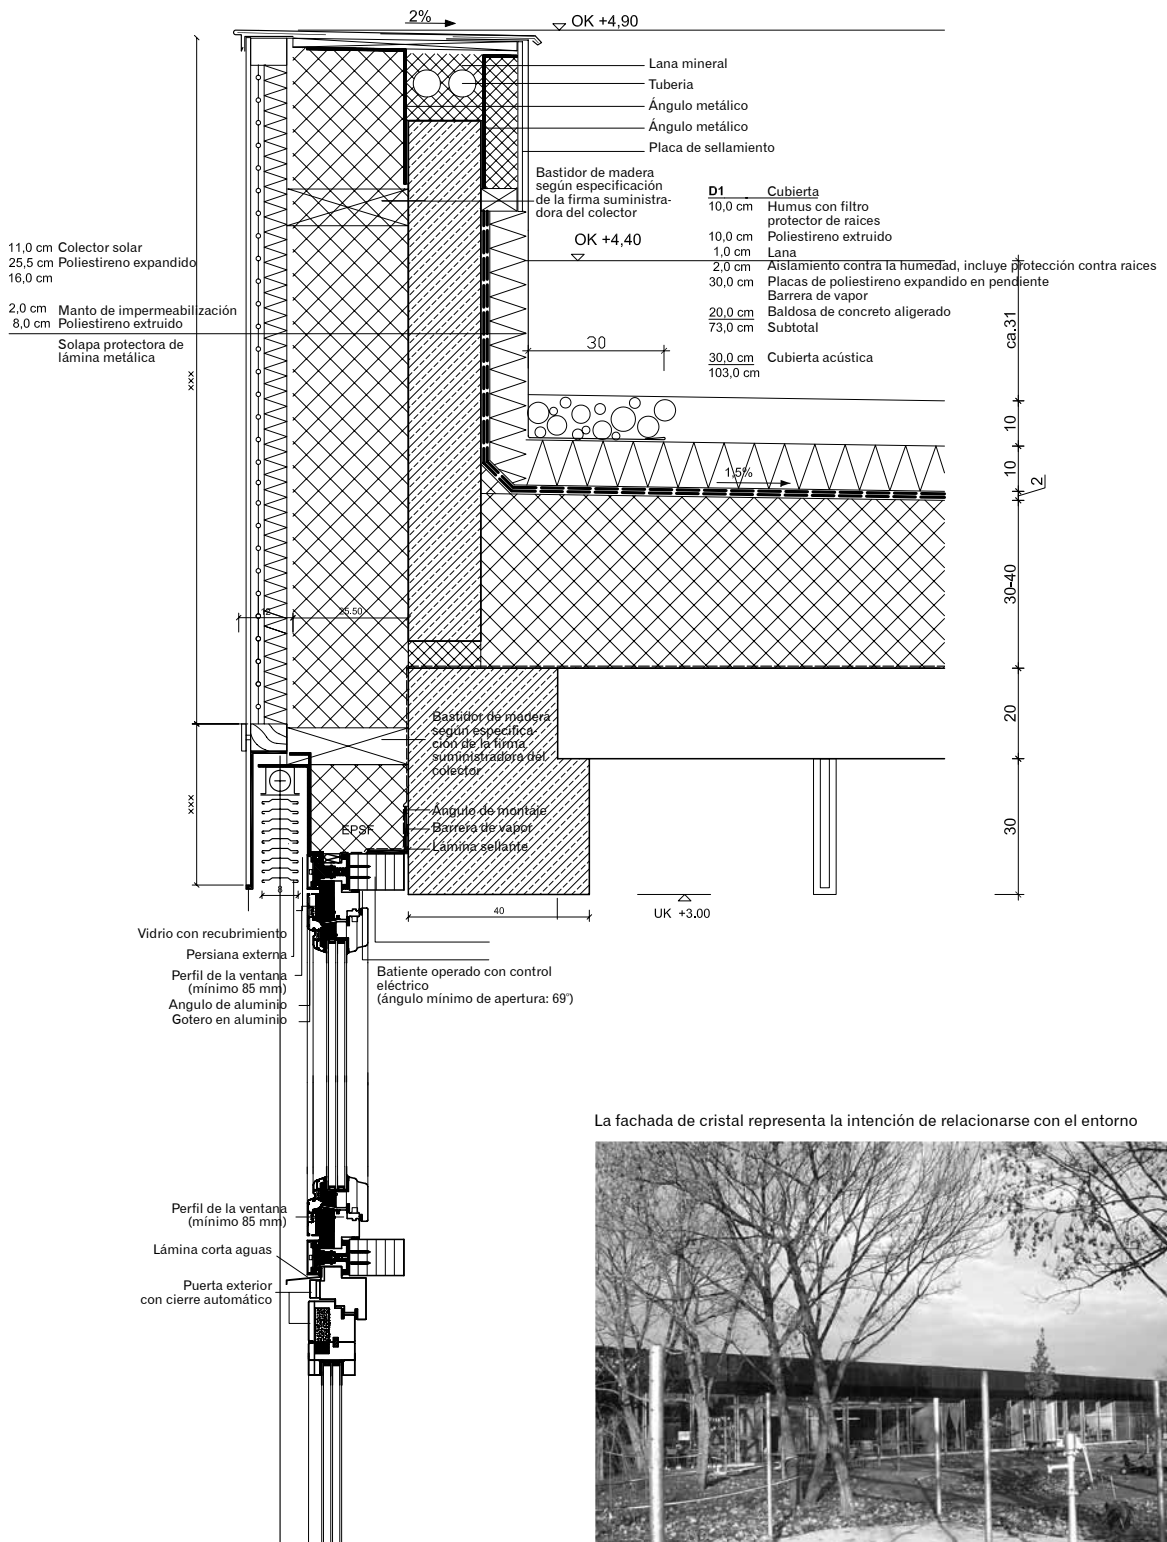 2%
OK +4,90
Lana mineral
Tuberia
Ángulo metálico
Ángulo metálico
Placa de sellamiento
Bastidor de madera
según especificación
de la firma suministra-
dora del colector
OK +4,40
D1 Cubierta
10,0 cm Humus con filtro
protector de raices
10,0 cm Poliestireno extruido
1,0 cm Lana
2,0 cm Aislamiento contra la humedad, incluye protección contra raices
30,0 cm Placas de poliestireno expandido en pendiente
Barrera de vapor
20,0 cm Baldosa de concreto aligerado
73,0 cm Subtotal
30,0 cm Cubierta acústica
103,0 cm
11,0 cm Colector solar
25,5 cm Poliestireno expandido
16,0 cm
2,0 cm Manto de impermeabilización
8,0 cm Poliestireno extruido
Solapa protectora de
lámina metálica
xxx
30
ca.31
10
10
2
1,5%
30-40
12
25.50
20
30
Bastidor de madera
según especifica-
ción de la firma
suministradora del
colector
xxx
Ángulo de montaje
EPSF
Barrera de vapor
Lámina sellante
8
40
UK +3.00
Vidrio con recubrimiento
Persiana externa
Perfil de la ventana
(mínimo 85 mm)
Angulo de aluminio
Gotero en aluminio
Batiente operado con control
eléctrico
(ángulo mínimo de apertura: 69°)
La fachada de cristal representa la intención de relacionarse con el entorno
Perfil de la ventana
(mínimo 85 mm)
Lámina corta aguas
Puerta exterior
con cierre automático